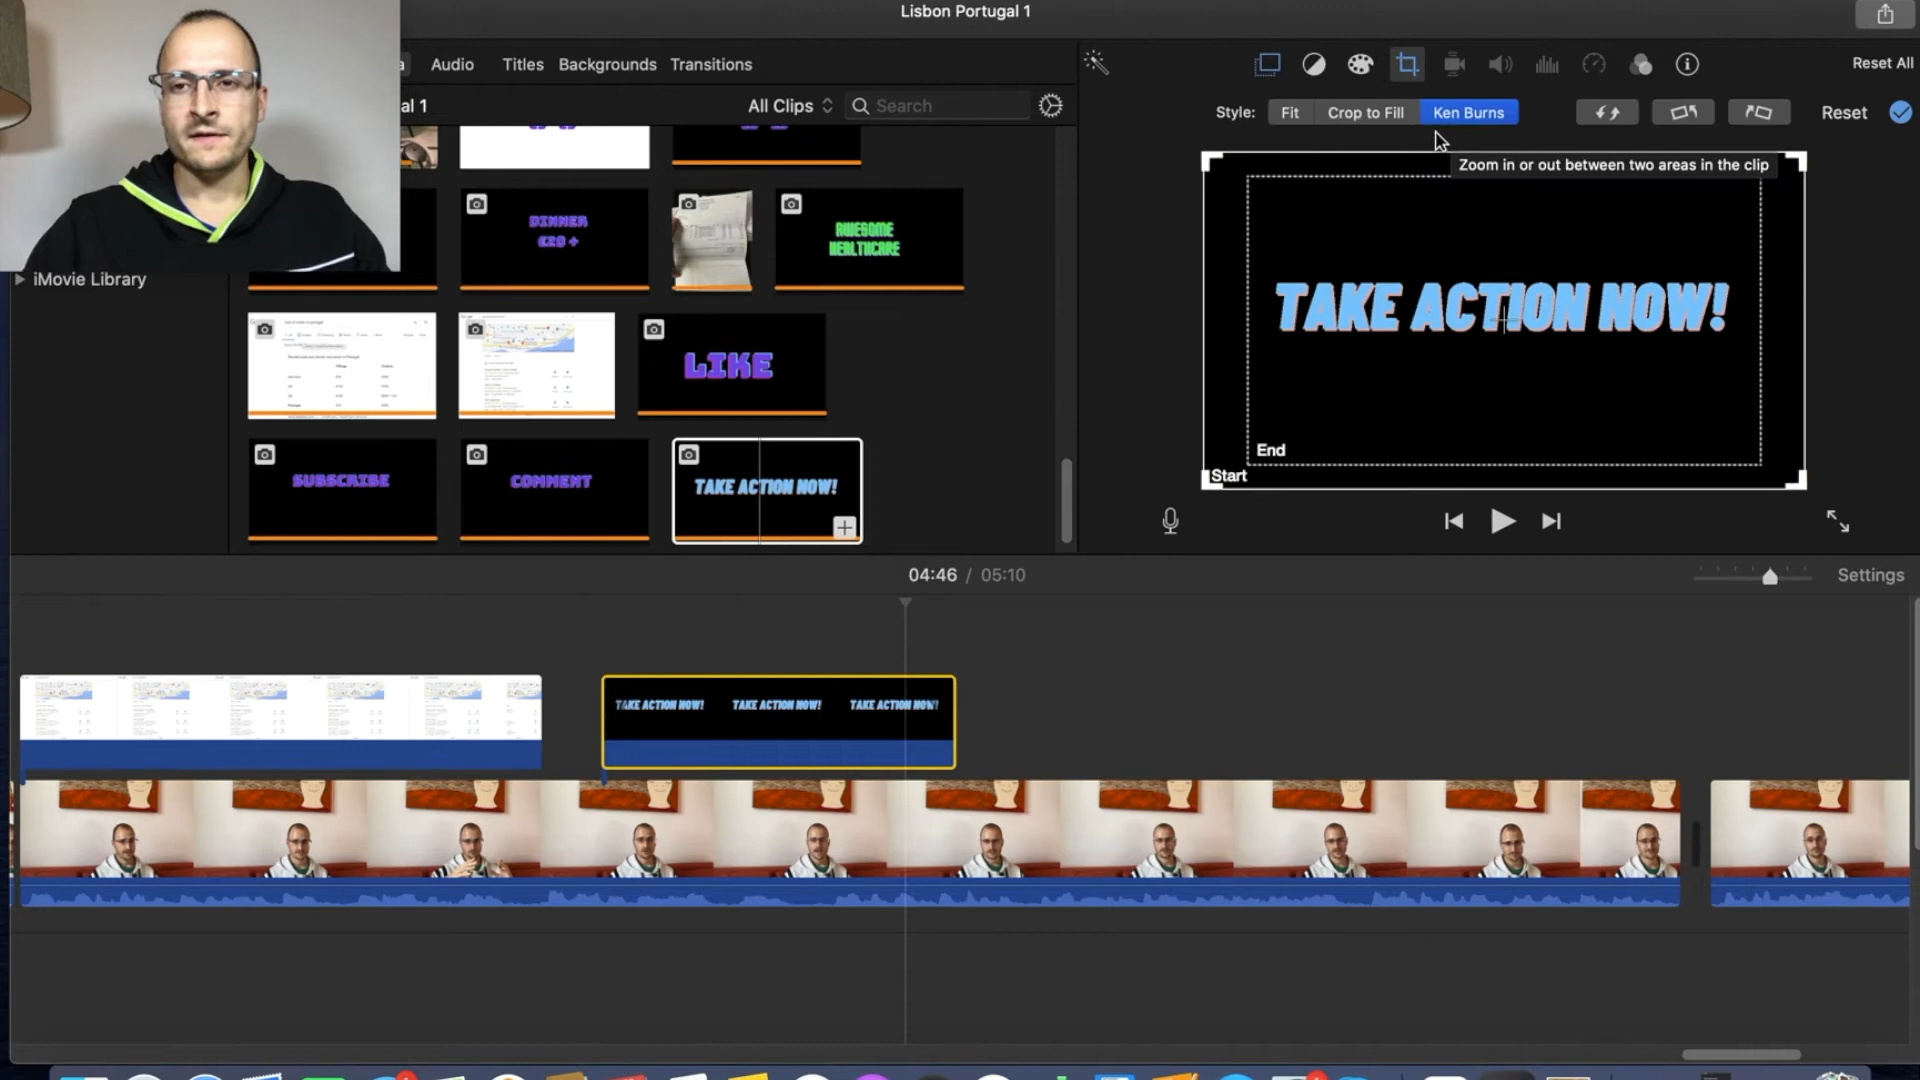 Lisbon Portugal 1
Audio
Titles
Backgrounds
Transitions
Reset All
al 1
All Clips
Search
Style:
Fit
Crop to Fill
Ken Burns
Reset
Zoom in or out between two areas in the clip
DINNER
€20 +
AWESOME
HEALTHCARE
iMovie Library
TAKE ACTION NOW!
LIKE
End
Start
SUBSCRIBE
COMMENT
TAKE ACTION NOW!
04:46 / 05:10
Settings
TAKE ACTION NOW!
TAKE ACTION NOW!
TAKE ACTION NOW!